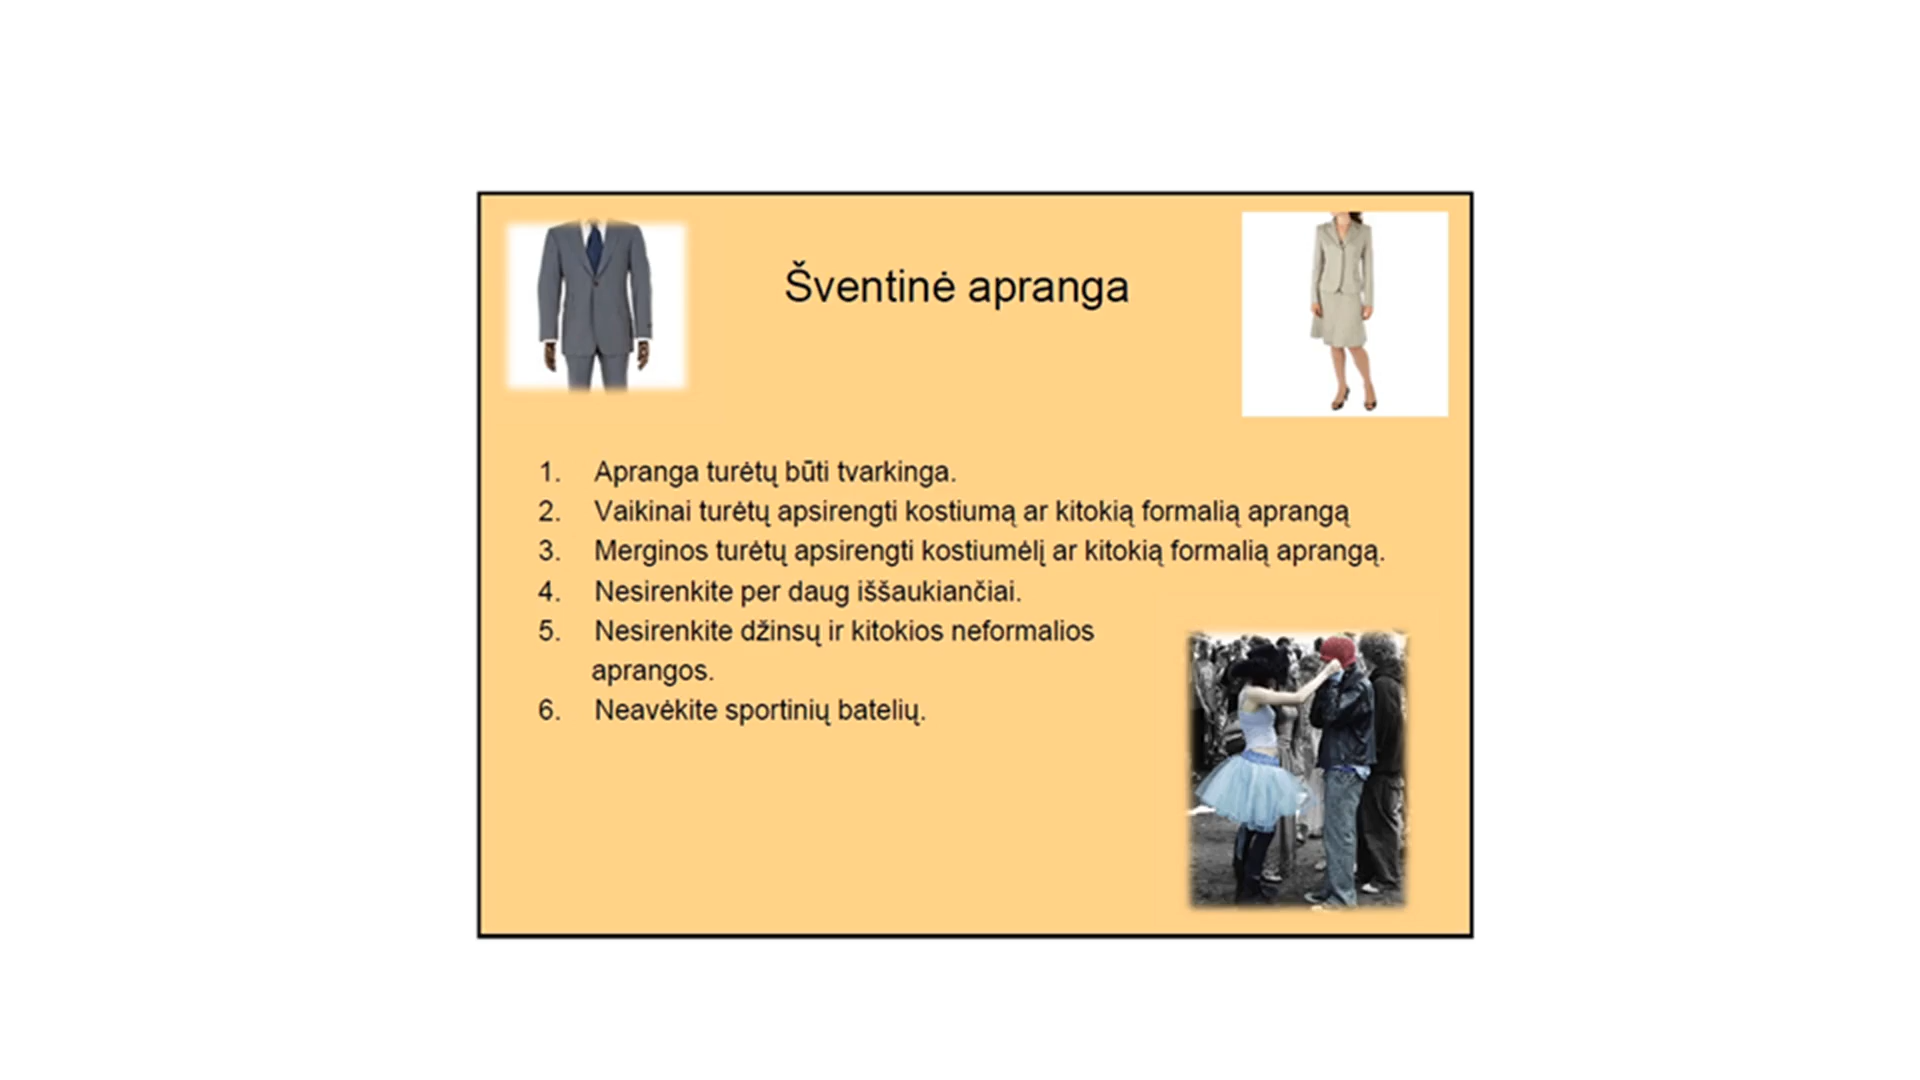 Šventinė apranga
1. Apranga turėtų būti tvarkinga.
2. Vaikinai turėtų apsirengti kostiumą ar kitokią formalią aprangą
3. Merginos turėtų apsirengti kostiumėlį ar kitokią formalią aprangą.
4. Nesirenkite per daug iššaukiančiai.
5. Nesirenkite džinsų ir kitokios neformalios
aprangos.
6. Neavėkite sportinių batelių.